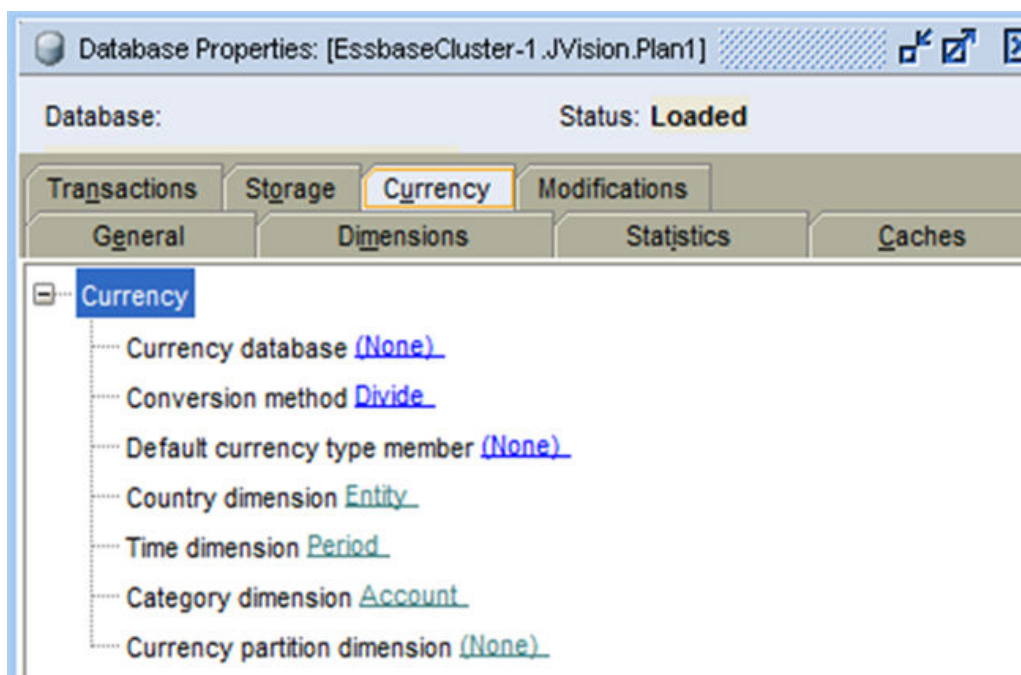 Database Properties: [EssbaseCluster-1.JVision.Plan1]
Database: Status: Loaded
Transactions Storage Currency Modifications
General Dimensions Statistics Caches
Currency
Currency database (None)
Conversion method Divide
Default currency type member (None)
Country dimension Entity
Time dimension Period
Category dimension Account
Currency partition dimension (None)